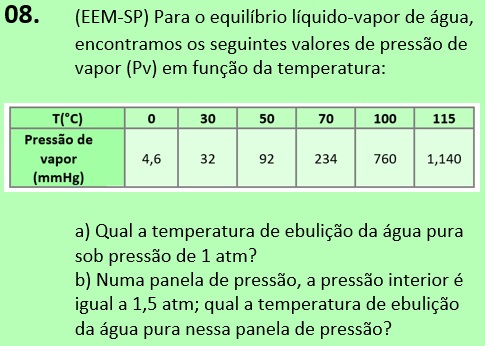 08. (EEM-SP) Para o equilíbrio líquido-vapor de água,
encontramos os seguintes valores de pressão de
vapor (Pv) em função da temperatura:
T(°C) 0 30 50 70 100 115
Pressão de
vapor 4,6 32 92 234 760 1,140
(mmHg)
a) Qual a temperatura de ebulição da água pura
sob pressão de 1 atm?
b) Numa panela de pressão, a pressão interior é
igual a 1,5 atm; qual a temperatura de ebulição
da água pura nessa panela de pressão?